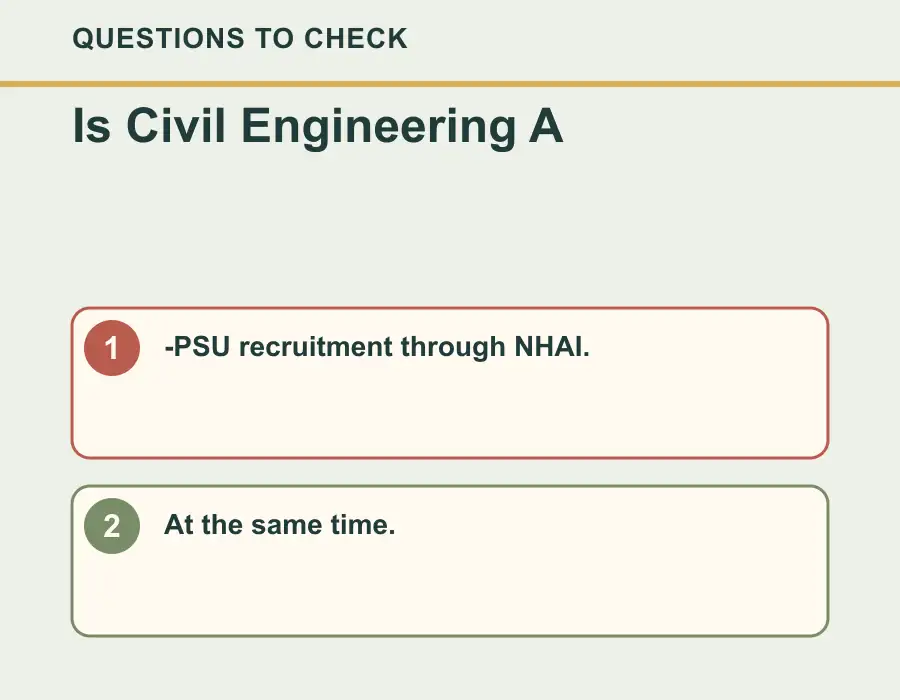 QUESTIONS TO CHECK
Is Civil Engineering A
1 -PSU recruitment through NHAI.
2 At the same time.